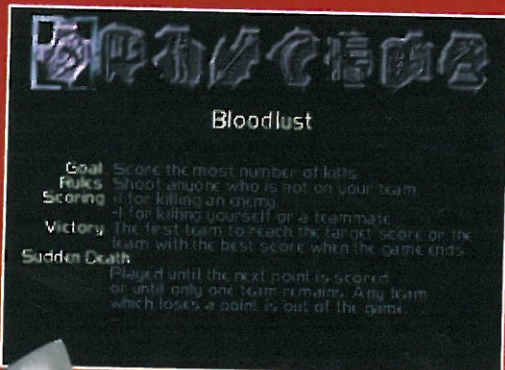 Bloodlust
Goal Score the most number of kills.
Rules Shoot anyone who is not on your team.
Scoring +1 for killing an enemy.
-1 for killing yourself or a teammate.
Victory The first team to reach the target score or the
team with the best score when the game ends.
Sudden Death
Played until the next point is scored
or until only one team remains. Any team
which loses a point is out of the game.